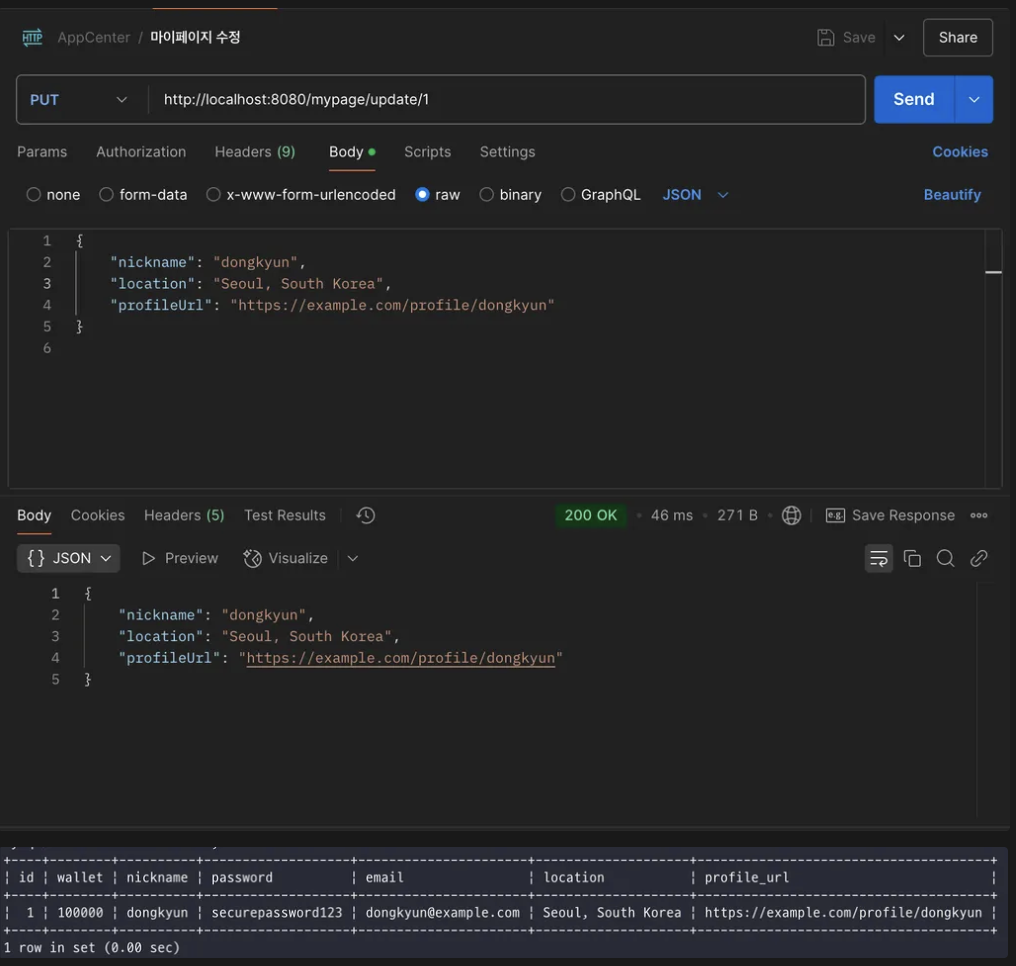 HTTP AppCenter / 마이페이지 수정 Save Share
PUT http://localhost:8080/mypage/update/1 Send
Params Authorization Headers (9) Body Scripts Settings Cookies
none form-data x-www-form-urlencoded raw binary GraphQL JSON Beautify
1 {
2 "nickname": "dongkyun",
3 "location": "Seoul, South Korea",
4 "profileUrl": "https://example.com/profile/dongkyun"
5 }
6
Body Cookies Headers (5) Test Results 200 OK • 46 ms • 271 B • e.g. Save Response
{} JSON Preview Visualize
1 {
2 "nickname": "dongkyun",
3 "location": "Seoul, South Korea",
4 "profileUrl": "https://example.com/profile/dongkyun"
5 }
+----+--------+----------+-------------------+----------------------+--------------------+--------------------------------------+
| id | wallet | nickname | password | email | location | profile_url |
+----+--------+----------+-------------------+----------------------+--------------------+--------------------------------------+
| 1 | 100000 | dongkyun | securepassword123 | dongkyun@example.com | Seoul, South Korea | https://example.com/profile/dongkyun |
+----+--------+----------+-------------------+----------------------+--------------------+--------------------------------------+
1 row in set (0.00 sec)